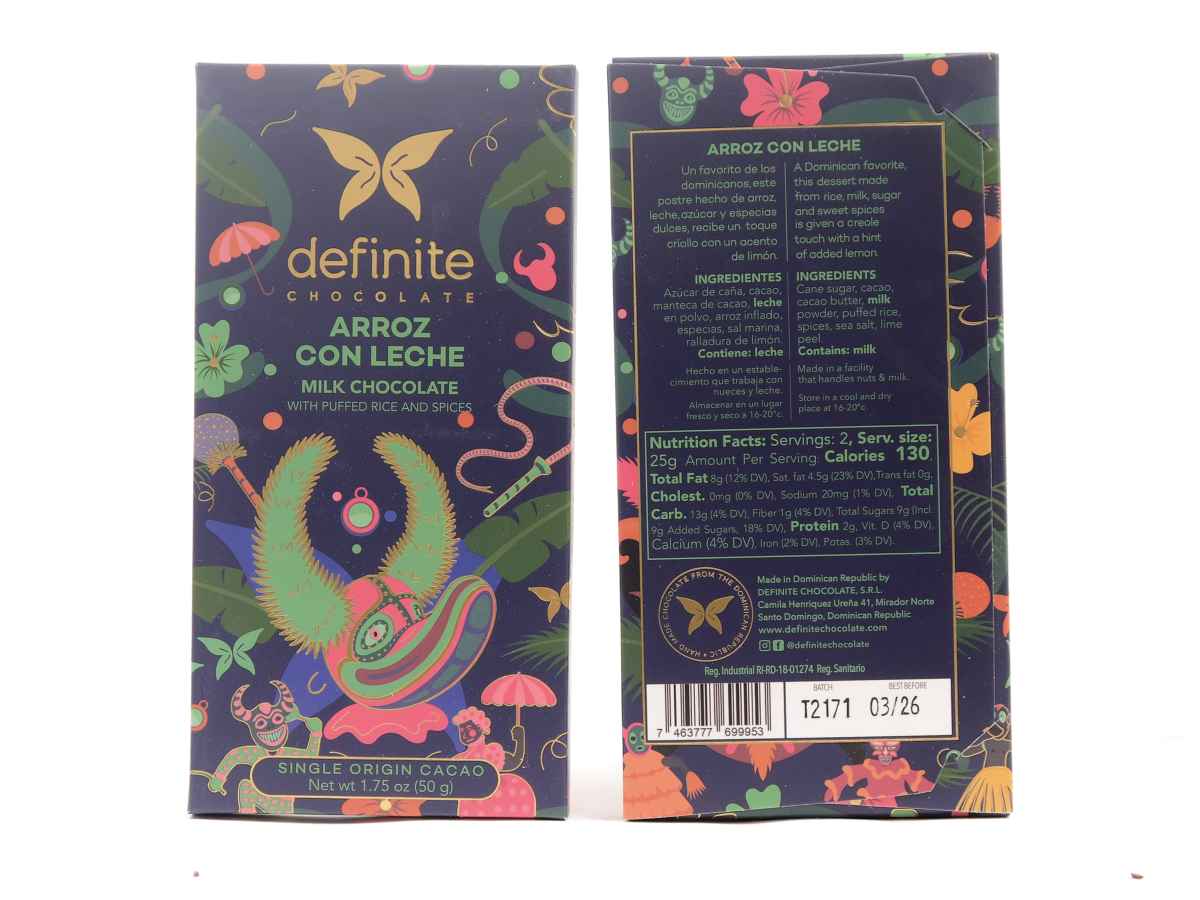 definite
CHOCOLATE
ARROZ
CON LECHE
MILK CHOCOLATE
WITH PUFFED RICE AND SPICES
SINGLE ORIGIN CACAO
Net wt 1.75 oz (50 g)
ARROZ CON LECHE
Un favorito de los
dominicanos, este
postre hecho de arroz,
leche, azúcar y especias
dulces, recibe un toque
criollo con un acento
de limón.
A Dominican favorite,
this dessert made
from rice, milk, sugar
and sweet spices
is given a creole
touch with a hint
of added lemon.
INGREDIENTES
Azúcar de caña, cacao,
manteca de cacao, leche
en polvo, arroz inflado,
especias, sal marina,
ralladura de limón.
Contiene: leche
Hecho en un estable-
cimiento que trabaja con
nueces y leche.
Almacenar en un lugar
fresco y seco a 16-20°c.
INGREDIENTS
Cane sugar, cacao,
cacao butter, milk
powder, puffed rice,
spices, sea salt, lime
peel.
Contains: milk
Made in a facility
that handles nuts & milk.
Store in a cool and dry
place at 16-20°c.
Nutrition Facts: Servings: 2, Serv. size:
25g Amount Per Serving: Calories 130,
Total Fat 8g (12% DV), Sat. fat 4.5g (23% DV), Trans fat 0g,
Cholest. 0mg (0% DV), Sodium 20mg (1% DV), Total
Carb. 13g (4% DV), Fiber 1g (4% DV), Total Sugars 9g (Incl.
9g Added Sugars, 18% DV), Protein 2g, Vit. D (4% DV),
Calcium (4% DV), Iron (2% DV), Potas. (3% DV).
HAND MADE CHOCOLATE FROM THE DOMINICAN REPUBLIC •
Made in Dominican Republic by
DEFINITE CHOCOLATE, S.R.L.
Camila Henriquez Ureña 41, Mirador Norte
Santo Domingo, Dominican Republic
www.definitechocolate.com
@definitechocolate
Reg. Industrial RI-RD-18-01274 Reg. Sanitario
BATCH BEST BEFORE
T2171 03/26
7 463777 699953